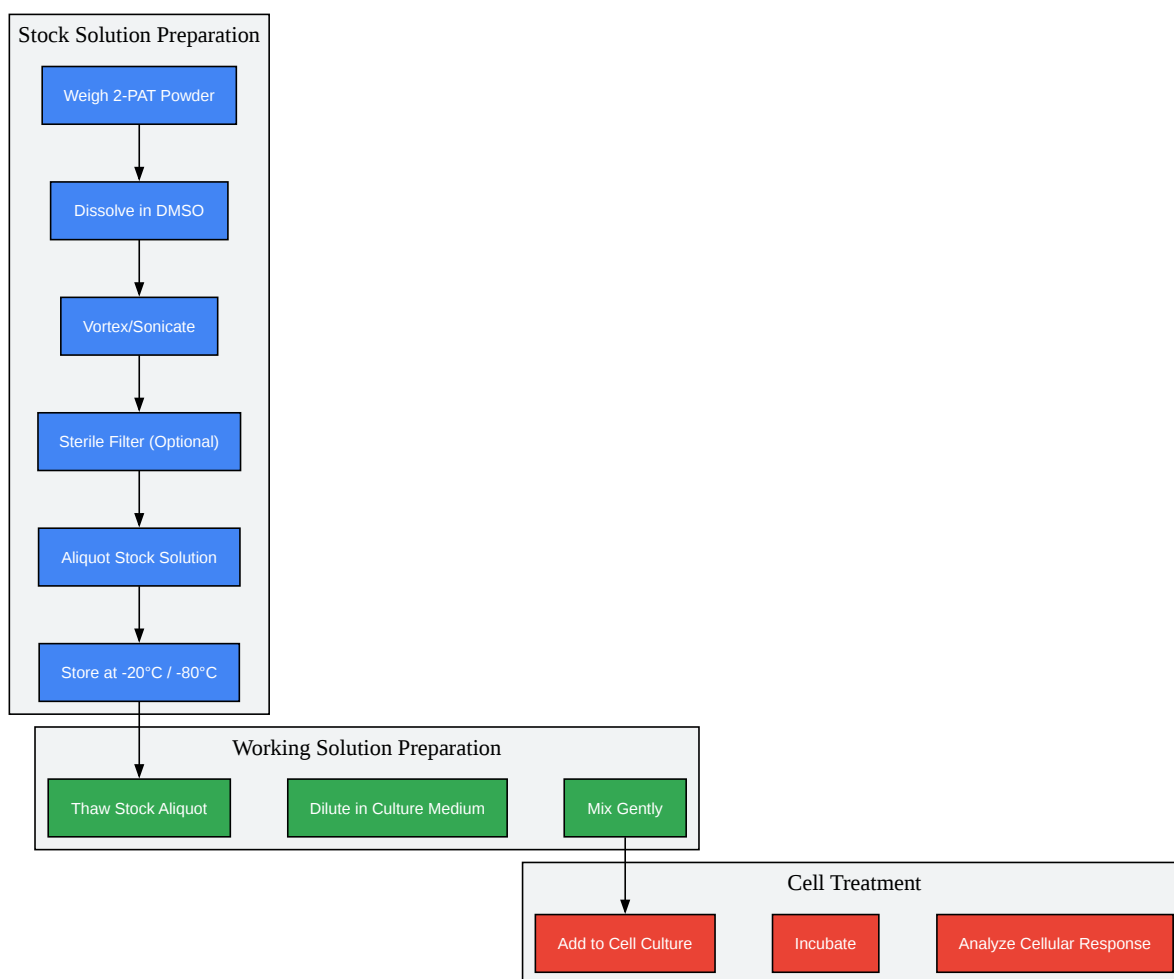 Stock Solution Preparation
Weigh 2-PAT Powder
Dissolve in DMSO
Vortex/Sonicate
Sterile Filter (Optional)
Aliquot Stock Solution
Store at -20°C / -80°C
Working Solution Preparation
Thaw Stock Aliquot
Dilute in Culture Medium
Mix Gently
Cell Treatment
Add to Cell Culture
Incubate
Analyze Cellular Response